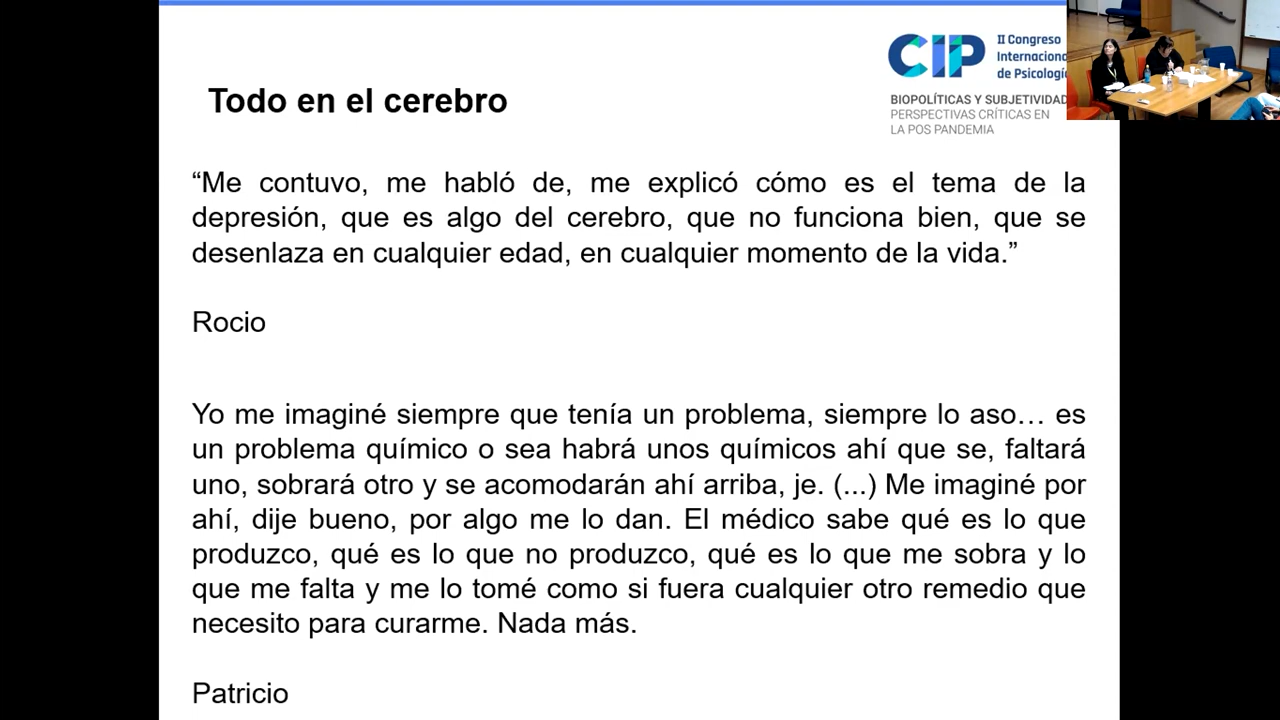 Todo en el cerebro
CIP
II Congreso
Internaciona
de Psicologí
BIOPOLÍTICAS Y SUBJETIVIDAD
PERSPECTIVAS CRÍTICAS EN
LA POS PANDEMIA
“Me contuvo, me habló de, me explicó cómo es el tema de la
depresión, que es algo del cerebro, que no funciona bien, que se
desenlaza en cualquier edad, en cualquier momento de la vida.”
Rocio
Yo me imaginé siempre que tenía un problema, siempre lo aso… es
un problema químico o sea habrá unos químicos ahí que se, faltará
uno, sobrará otro y se acomodarán ahí arriba, je. (...) Me imaginé por
ahí, dije bueno, por algo me lo dan. El médico sabe qué es lo que
produzco, qué es lo que no produzco, qué es lo que me sobra y lo
que me falta y me lo tomé como si fuera cualquier otro remedio que
necesito para curarme. Nada más.
Patricio